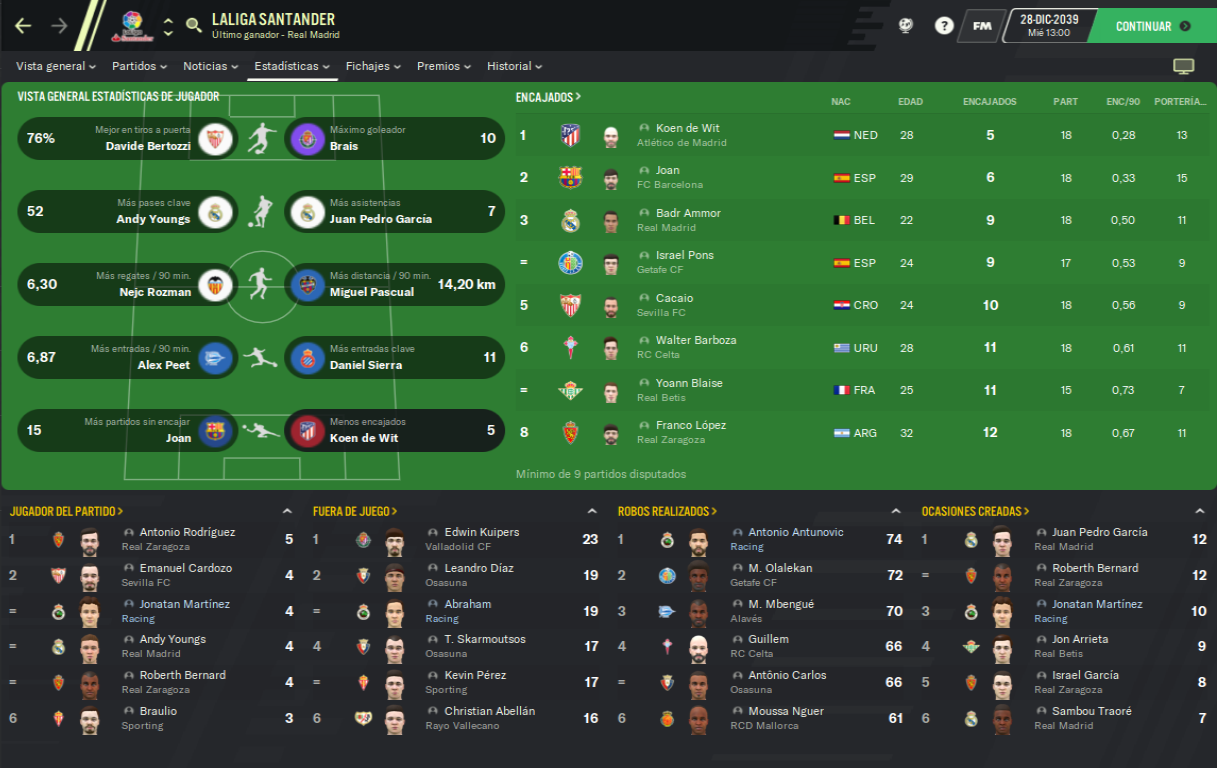 LALIGA SANTANDER
Último ganador - Real Madrid
?
FM
28-DIC-2039
Mié 13:00
CONTINUAR
Vista general Partidos Noticias Estadísticas Fichajes Premios Historial
VISTA GENERAL ESTADÍSTICAS DE JUGADOR
76% Mejor en tiros a puerta
Davide Bertozzi
Máximo goleador
Brais 10
52 Más pases clave
Andy Youngs
Más asistencias
Juan Pedro García 7
6,30 Más regates / 90 min.
Nejc Rozman
Más distancia / 90 min.
Miguel Pascual 14,20 km
6,87 Más entradas / 90 min.
Alex Peet
Más entradas clave
Daniel Sierra 11
15 Más partidos sin encajar
Joan
Menos encajados
Koen de Wit 5
ENCAJADOS NAC EDAD ENCAJADOS PART ENC/90 PORTERÍA...
1 Koen de Wit NED 28 5 18 0,28 13
Atlético de Madrid
2 Joan ESP 29 6 18 0,33 15
FC Barcelona
3 Badr Ammor BEL 22 9 18 0,50 11
Real Madrid
= Israel Pons ESP 24 9 17 0,53 9
Getafe CF
5 Cacaio CRO 24 10 18 0,56 9
Sevilla FC
6 Walter Barboza URU 28 11 18 0,61 11
RC Celta
= Yoann Blaise FRA 25 11 15 0,73 7
Real Betis
8 Franco López ARG 32 12 18 0,67 11
Real Zaragoza
Mínimo de 9 partidos disputados
JUGADOR DEL PARTIDO
1 Antonio Rodríguez 5
Real Zaragoza
2 Emanuel Cardozo 4
Sevilla FC
= Jonatan Martínez 4
Racing
= Andy Youngs 4
Real Madrid
= Roberth Bernard 4
Real Zaragoza
6 Braulio 3
Sporting
FUERA DE JUEGO
1 Edwin Kuipers 23
Valladolid CF
2 Leandro Díaz 19
Osasuna
= Abraham 19
Racing
4 T. Skarmoutsos 17
Osasuna
= Kevin Pérez 17
Sporting
6 Christian Abellán 16
Rayo Vallecano
ROBOS REALIZADOS
1 Antonio Antunovic 74
Racing
2 M. Olalekan 72
Getafe CF
3 M. Mbengué 70
Alavés
4 Guillem 66
RC Celta
= Antônio Carlos 66
Osasuna
6 Moussa Nguer 61
RCD Mallorca
OCASIONES CREADAS
1 Juan Pedro García 12
Real Madrid
= Roberth Bernard 12
Real Zaragoza
3 Jonatan Martínez 10
Racing
4 Jon Arrieta 9
Real Betis
5 Israel García 8
Real Zaragoza
6 Sambou Traoré 7
Real Madrid